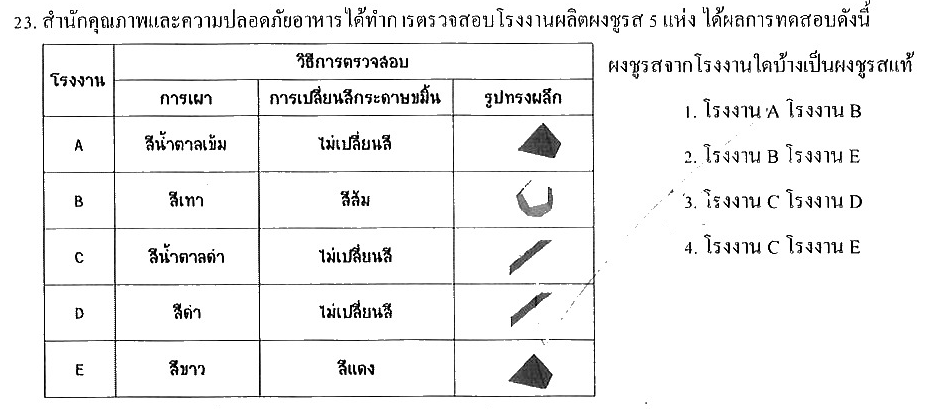 23. สำนักคุณภาพและความปลอดภัยอาหารได้ทำการตรวจสอบโรงงานผลิตผงชูรส 5 แห่ง ได้ผลการทดสอบดังนี้
โรงงาน วิธีการตรวจสอบ
การเผา การเปลี่ยนสีกระดาษขมิ้น รูปทรงผลึก
A สีน้ำตาลเข้ม ไม่เปลี่ยนสี
B สีเทา สีส้ม
C สีน้ำตาลดำ ไม่เปลี่ยนสี
D สีดำ ไม่เปลี่ยนสี
E สีขาว สีแดง
ผงชูรสจากโรงงานใดบ้างเป็นผงชูรสแท้
1. โรงงาน A โรงงาน B
2. โรงงาน B โรงงาน E
3. โรงงาน C โรงงาน D
4. โรงงาน C โรงงาน E